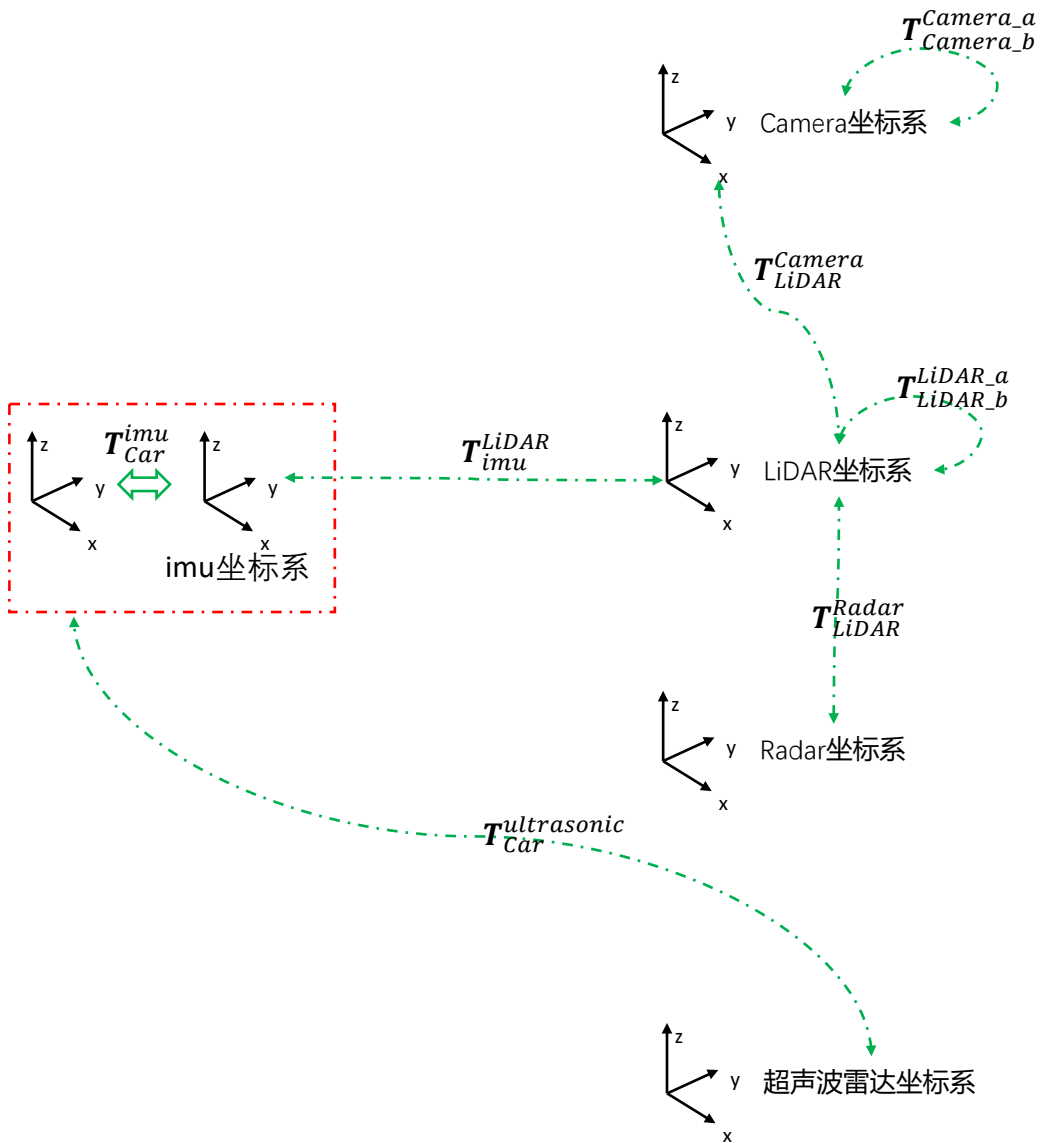 T^{Camera_a}_{Camera_b}
z
y
x
Camera坐标系
T^{Camera}_{LiDAR}
T^{LiDAR_a}_{LiDAR_b}
z
y
x
T^{imu}_{Car}
z
y
x
imu坐标系
T^{LiDAR}_{imu}
z
y
x
LiDAR坐标系
T^{Radar}_{LiDAR}
z
y
x
Radar坐标系
T^{ultrasonic}_{Car}
z
y
x
超声波雷达坐标系